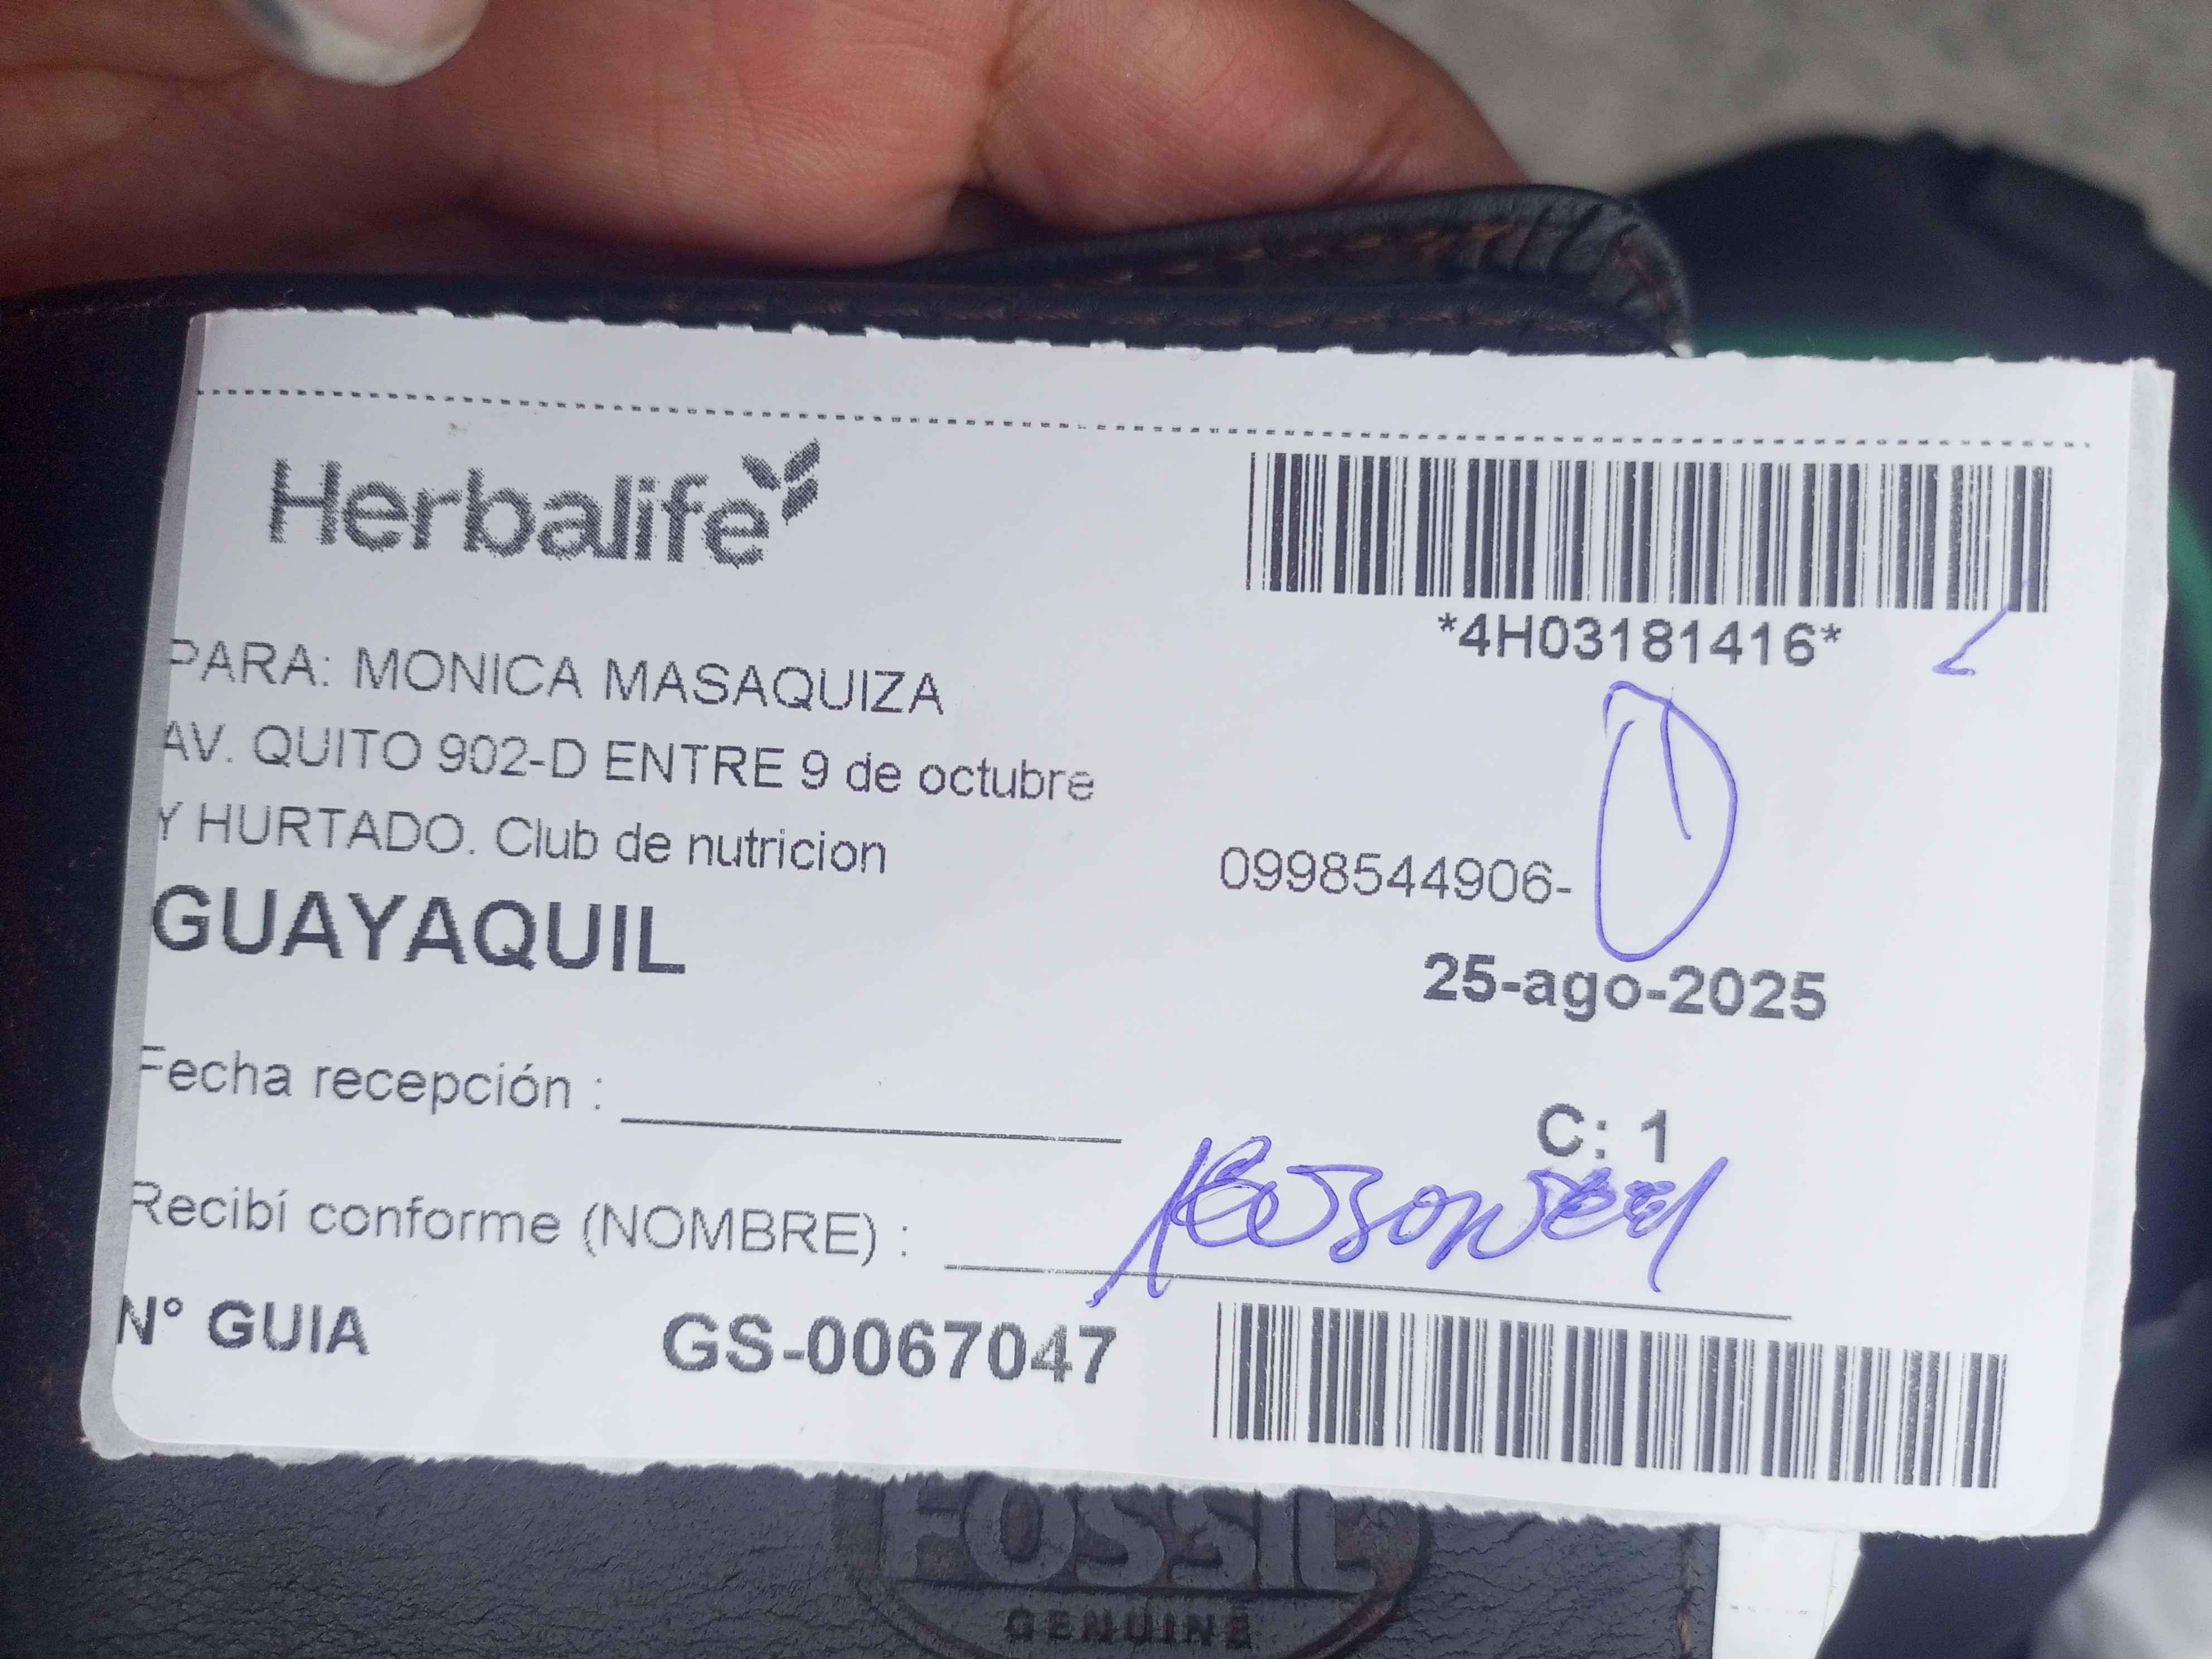 Herbalife
*4H03181416*
PARA: MONICA MASAQUIZA
AV. QUITO 902-D ENTRE 9 de octubre
Y HURTADO. Club de nutricion
0998544906-
GUAYAQUIL
25-ago-2025
Fecha recepción :
C: 1
Recibí conforme (NOMBRE) :
N° GUIA GS-0067047
FOSSIL
GENUINE